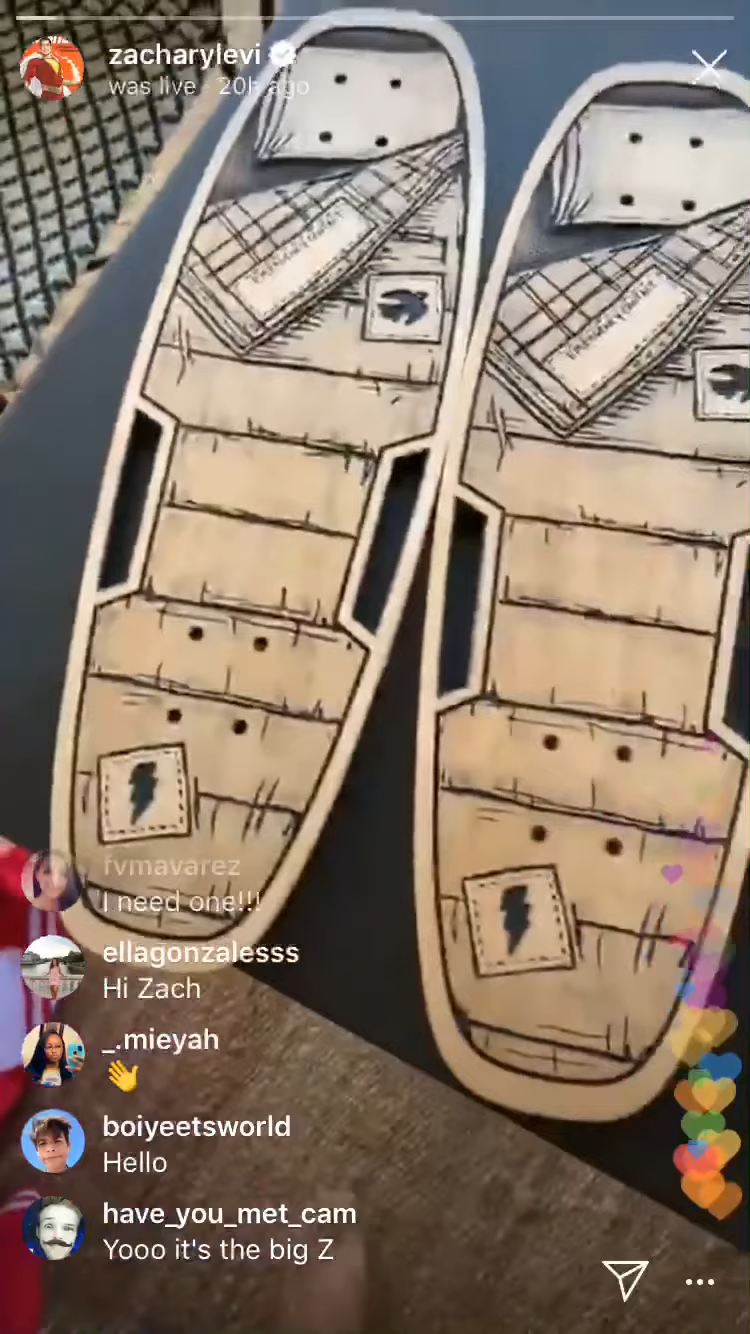 zacharylevi
was live · 20h ago
fvmavarez
I need one!!!
ellagonzalesss
Hi Zach
_.mieyah
👋
boiyeetsworld
Hello
have_you_met_cam
Yooo it's the big Z